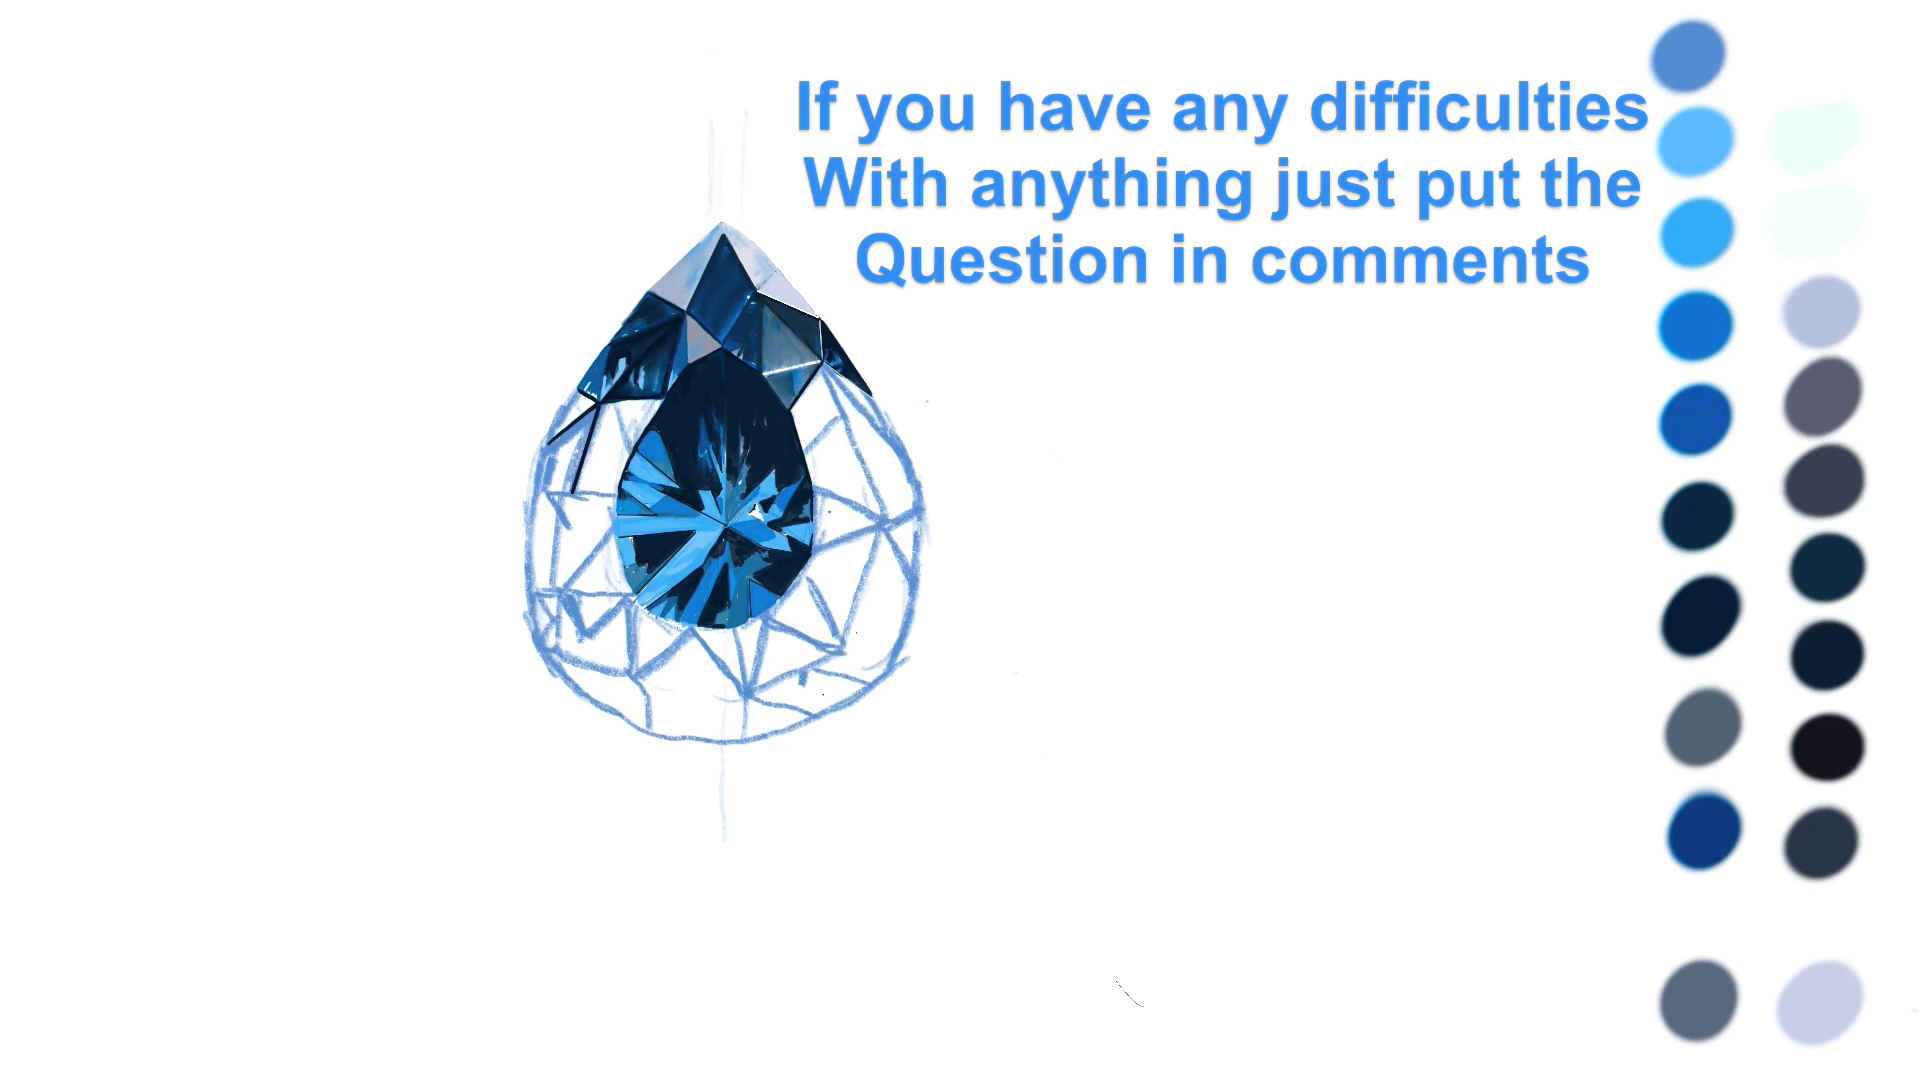 If you have any difficulties
With anything just put the
Question in comments